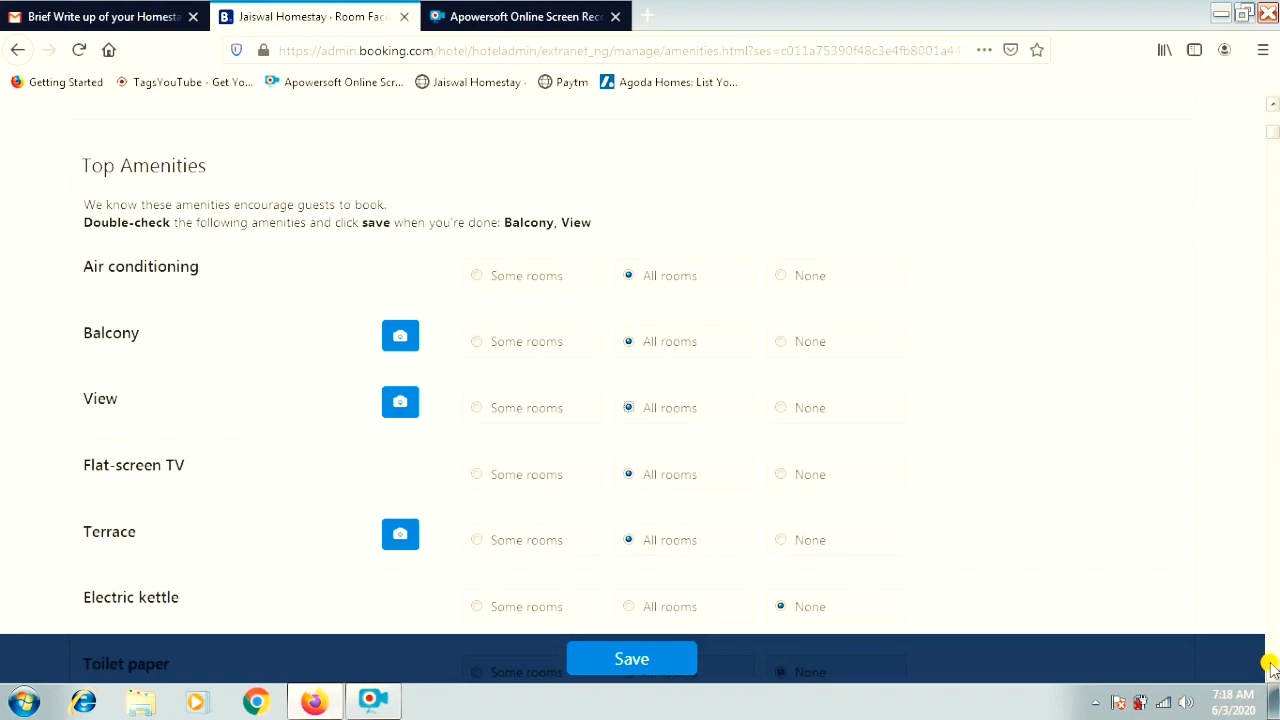 Brief Write up of your Homesta
Jaiswal Homestay · Room Faci
Apowersoft Online Screen Rec
https://admin.booking.com/hotel/hoteladmin/extranet_ng/manage/amenities.html?ses=c011a75390f48c3e4fb8001a44
Getting Started
TagsYouTube - Get Yo...
Apowersoft Online Scr...
Jaiswal Homestay ·
Paytm
Agoda Homes: List Yo...
Top Amenities
We know these amenities encourage guests to book.
Double-check the following amenities and click save when you're done: Balcony, View
Air conditioning Some rooms All rooms None
Balcony Some rooms All rooms None
View Some rooms All rooms None
Flat-screen TV Some rooms All rooms None
Terrace Some rooms All rooms None
Electric kettle Some rooms All rooms None
Toilet paper Some rooms None
Save
7:18 AM
6/3/2020